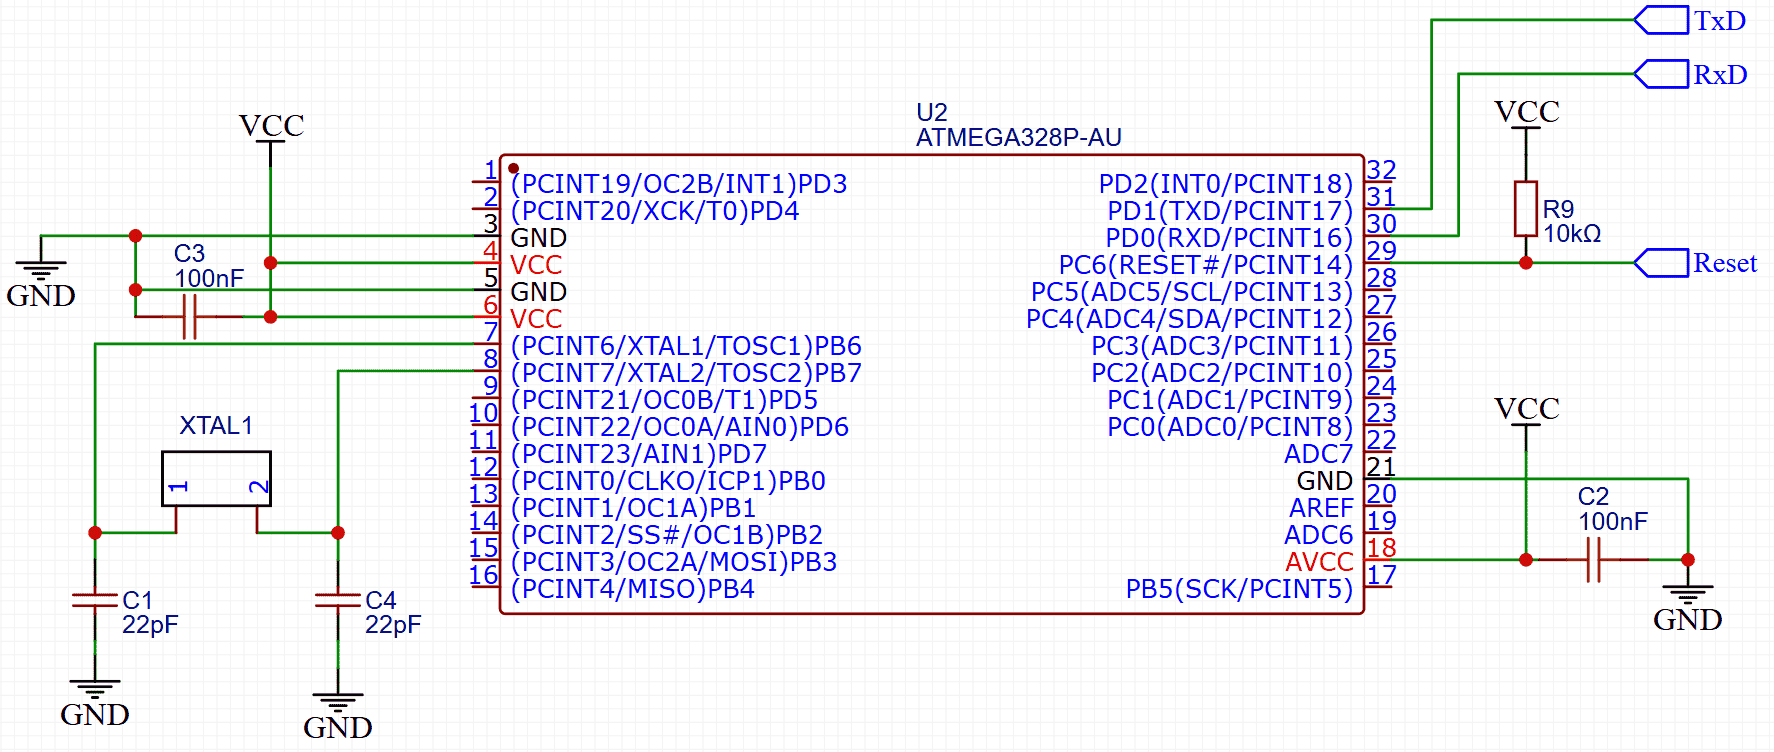 TxD
RxD
VCC
U2
ATMEGA328P-AU
VCC
R9
10kΩ
Reset
GND
C3
100nF
1 (PCINT19/OC2B/INT1)PD3
2 (PCINT20/XCK/T0)PD4
3 GND
4 VCC
5 GND
6 VCC
7 (PCINT6/XTAL1/TOSC1)PB6
8 (PCINT7/XTAL2/TOSC2)PB7
9 (PCINT21/OC0B/T1)PD5
10 (PCINT22/OC0A/AIN0)PD6
11 (PCINT23/AIN1)PD7
12 (PCINT0/CLKO/ICP1)PB0
13 (PCINT1/OC1A)PB1
14 (PCINT2/SS#/OC1B)PB2
15 (PCINT3/OC2A/MOSI)PB3
16 (PCINT4/MISO)PB4
PD2(INT0/PCINT18) 32
PD1(TXD/PCINT17) 31
PD0(RXD/PCINT16) 30
PC6(RESET#/PCINT14) 29
PC5(ADC5/SCL/PCINT13) 28
PC4(ADC4/SDA/PCINT12) 27
PC3(ADC3/PCINT11) 26
PC2(ADC2/PCINT10) 25
PC1(ADC1/PCINT9) 24
PC0(ADC0/PCINT8) 23
ADC7 22
GND 21
AREF 20
ADC6 19
AVCC 18
PB5(SCK/PCINT5) 17
XTAL1
1 2
C1
22pF
GND
C4
22pF
GND
VCC
C2
100nF
GND